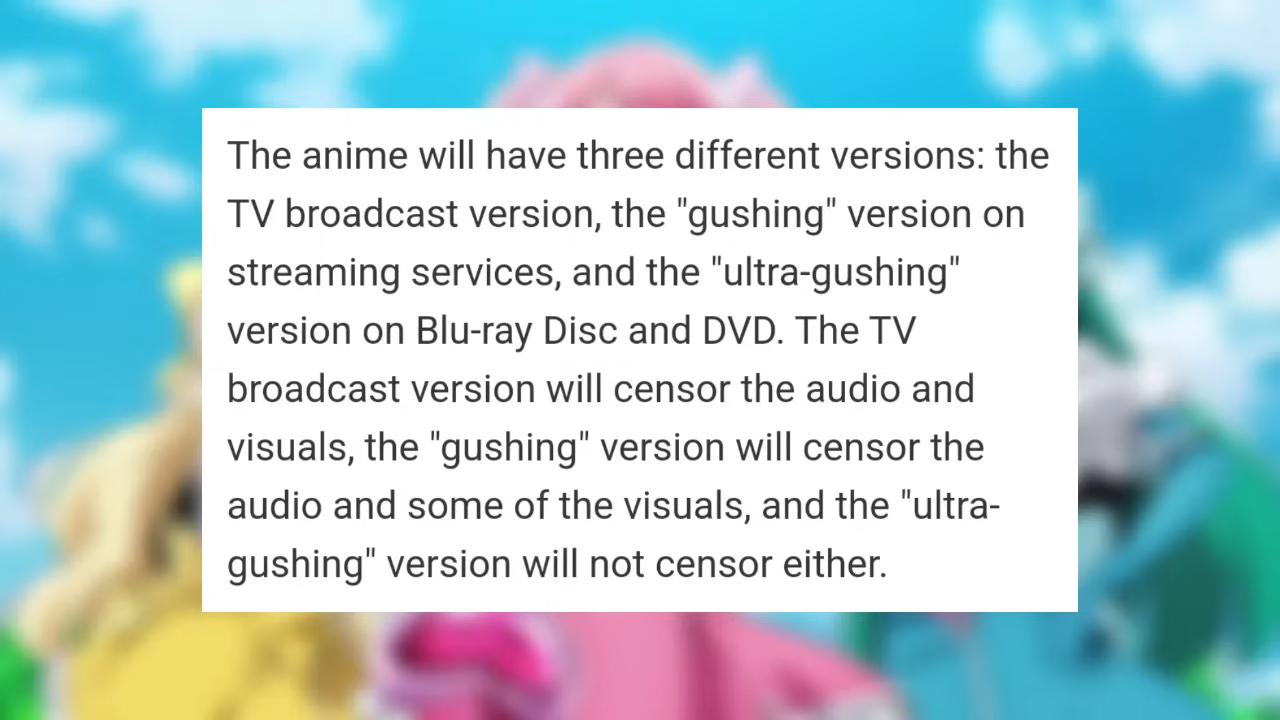 The anime will have three different versions: the
TV broadcast version, the "gushing" version on
streaming services, and the "ultra-gushing"
version on Blu-ray Disc and DVD. The TV
broadcast version will censor the audio and
visuals, the "gushing" version will censor the
audio and some of the visuals, and the "ultra-
gushing" version will not censor either.